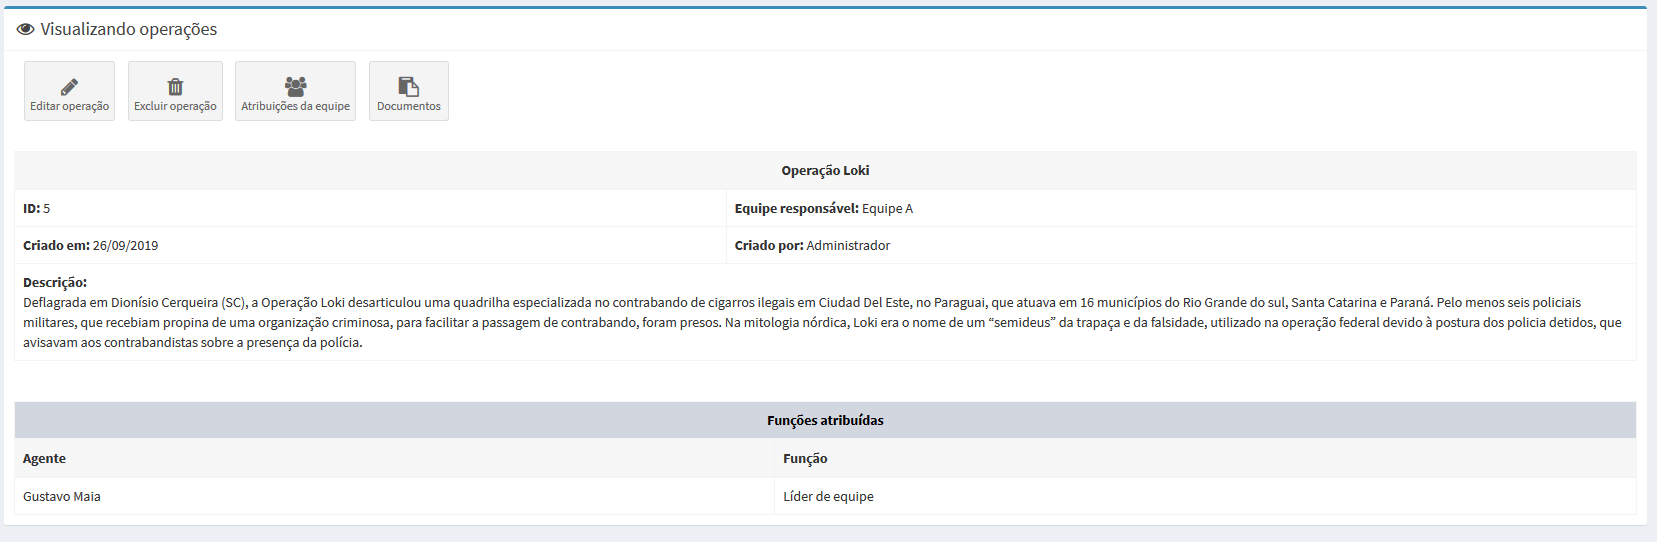 Visualizando operações
Editar operação Excluir operação Atribuições da equipe Documentos
Operação Loki
ID: 5 Equipe responsável: Equipe A
Criado em: 26/09/2019 Criado por: Administrador
Descrição:
Deflagrada em Dionísio Cerqueira (SC), a Operação Loki desarticulou uma quadrilha especializada no contrabando de cigarros ilegais em Ciudad Del Este, no Paraguai, que atuava em 16 municípios do Rio Grande do sul, Santa Catarina e Paraná. Pelo menos seis policiais
militares, que recebiam propina de uma organização criminosa, para facilitar a passagem de contrabando, foram presos. Na mitologia nórdica, Loki era o nome de um “semideus” da trapaça e da falsidade, utilizado na operação federal devido à postura dos policia detidos, que
avisavam aos contrabandistas sobre a presença da polícia.
Funções atribuídas
Agente Função
Gustavo Maia Líder de equipe